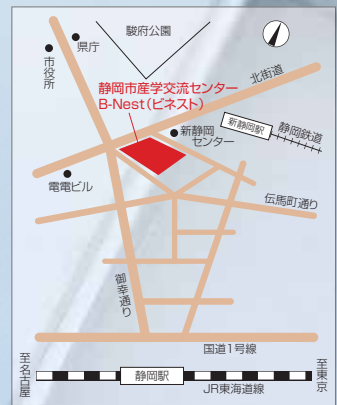 駿府公園
県庁
市役所
北街道
静岡市産学交流センター
B-Nest(ビネスト)
新静岡
センター
新静岡駅
静岡鉄道
電電ビル
伝馬町通り
御幸通り
国道1号線
至名古屋
静岡駅
至東京
JR東海道線